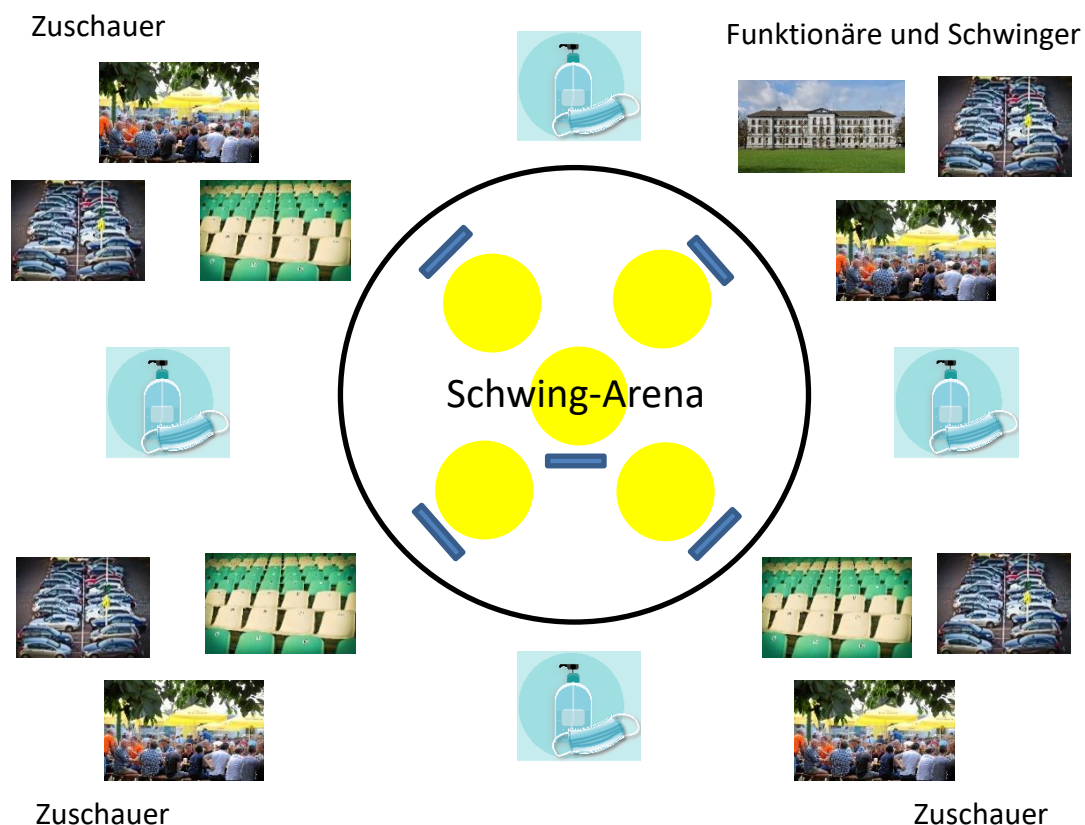 Zuschauer
Funktionäre und Schwinger
Schwing-Arena
Zuschauer
Zuschauer